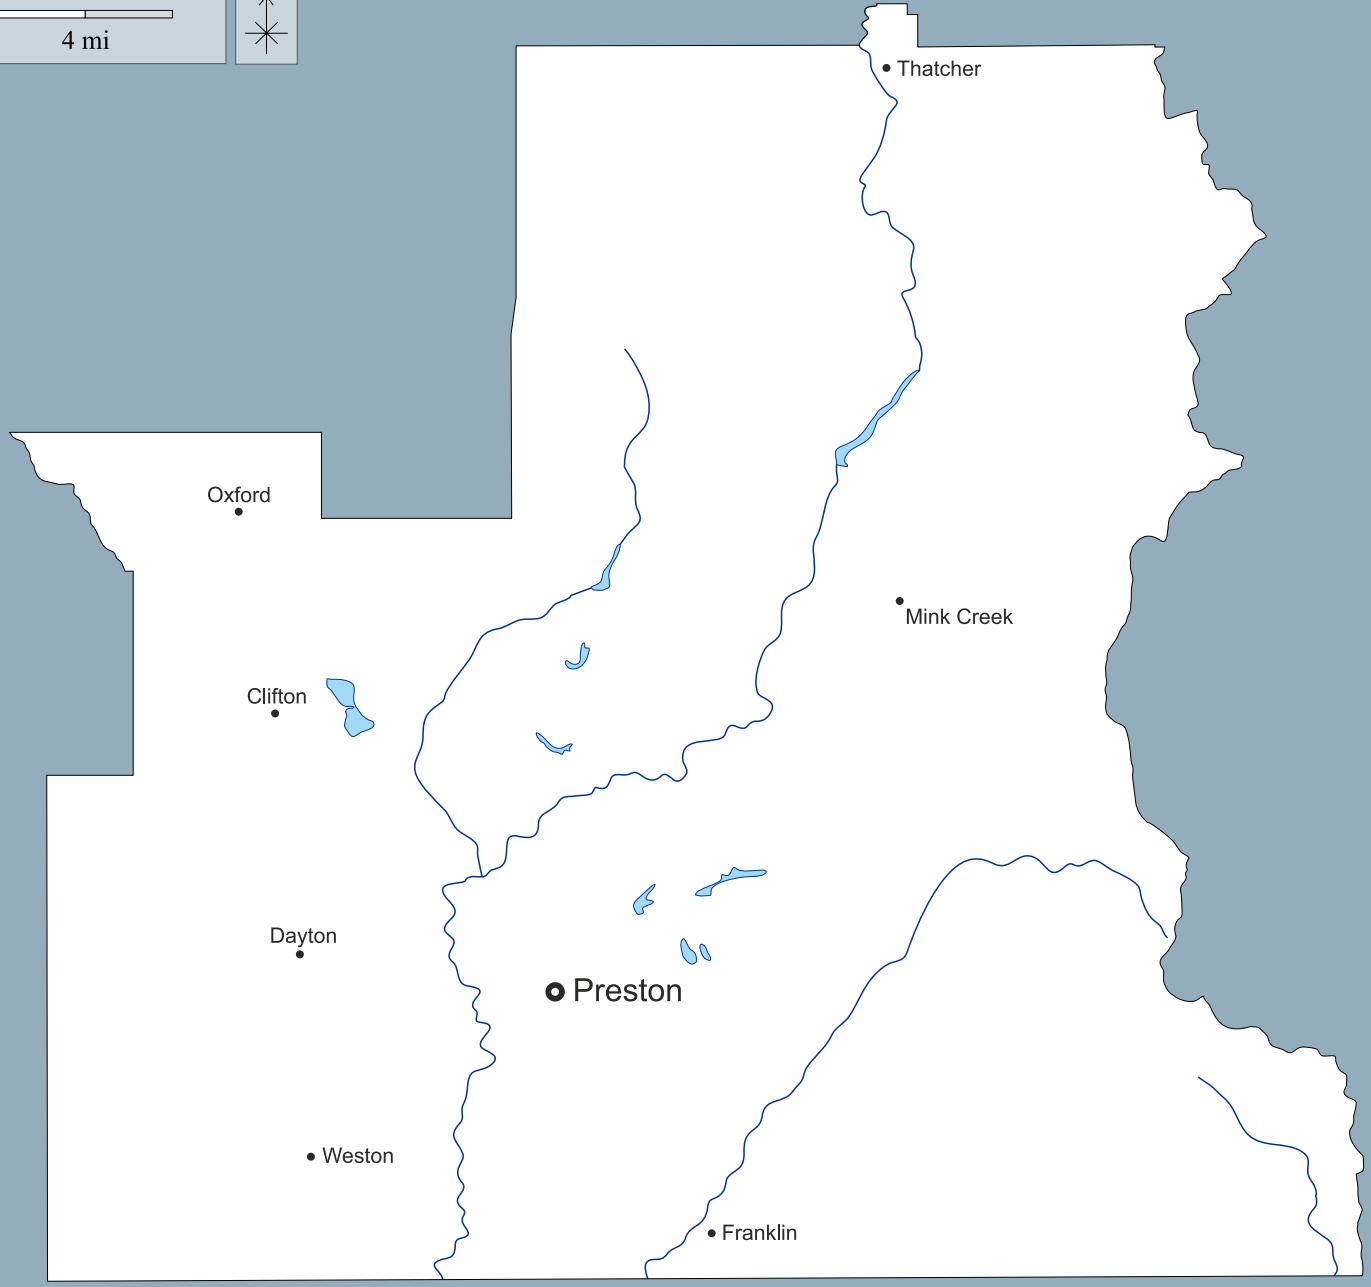 4 mi
Thatcher
Oxford
Mink Creek
Clifton
Dayton
Preston
Weston
Franklin